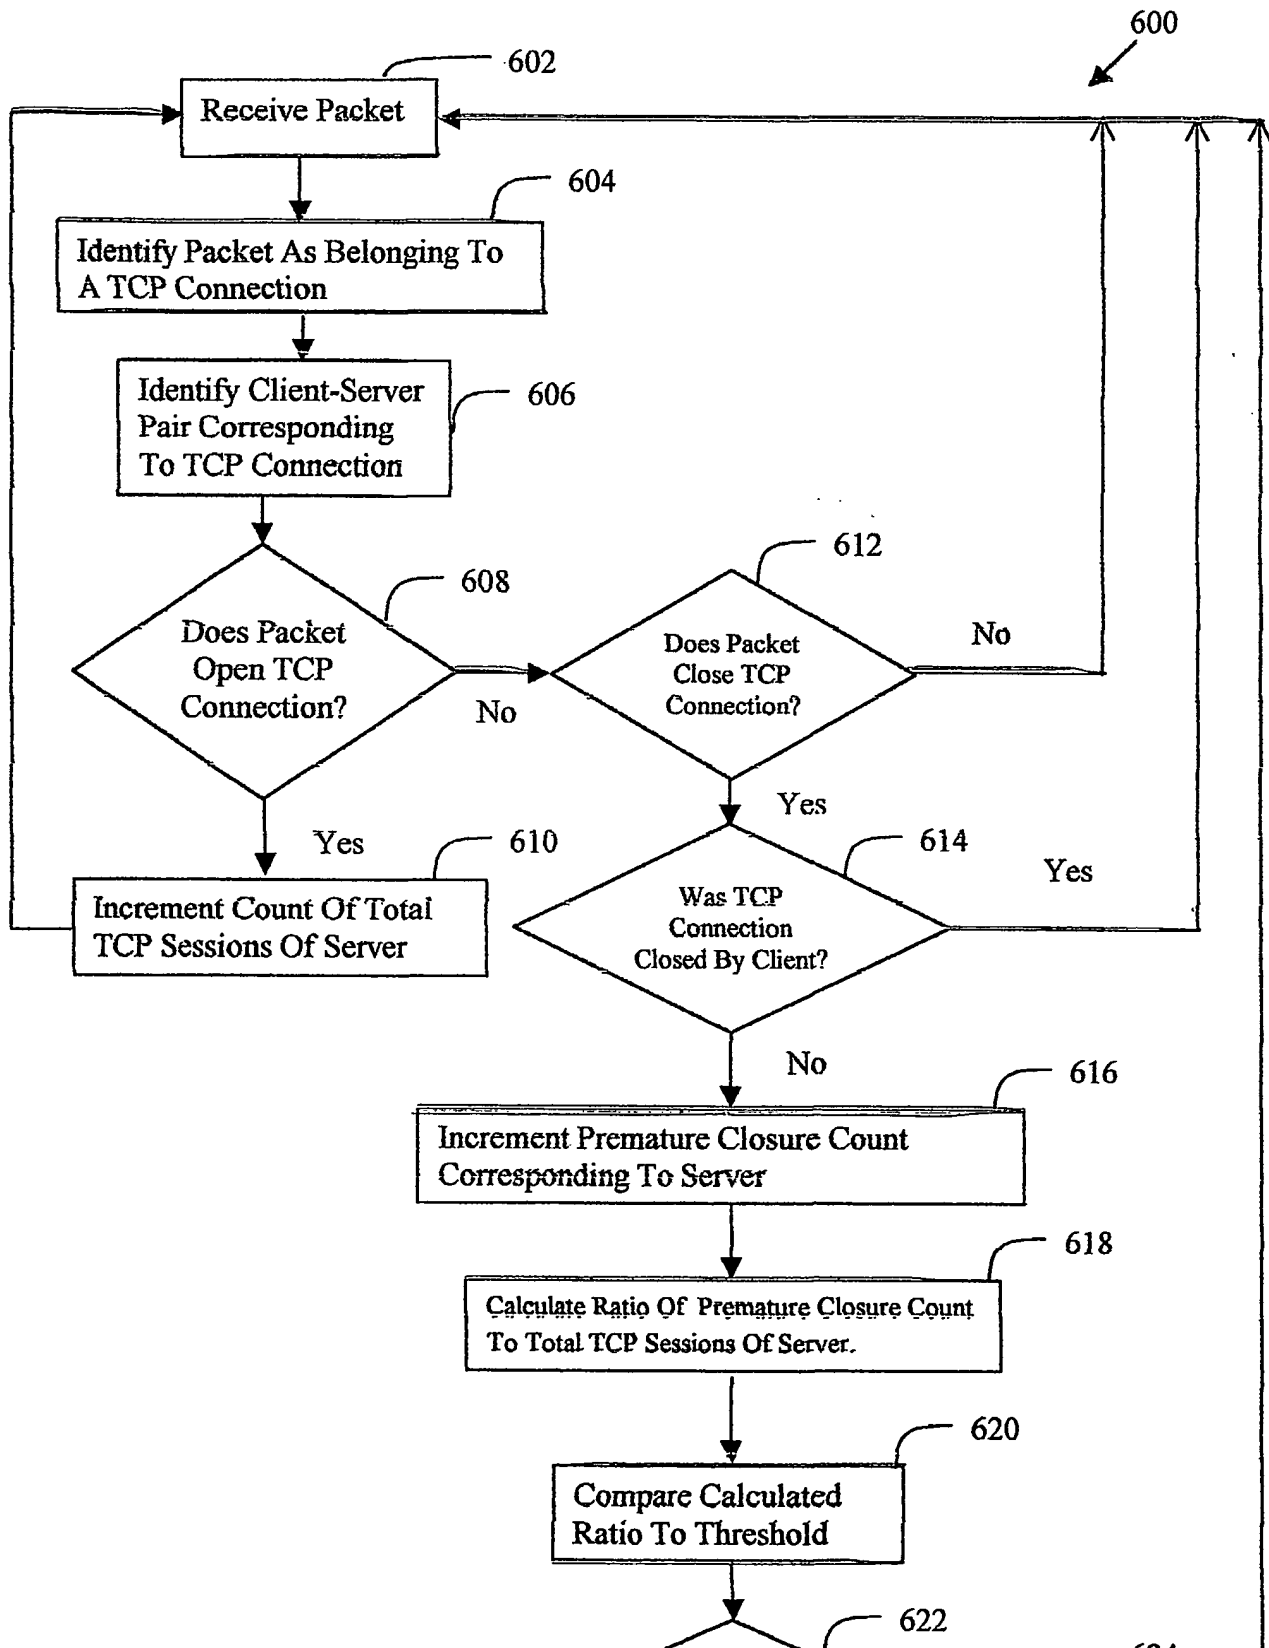 600
602
Receive Packet
604
Identify Packet As Belonging To
A TCP Connection
Identify Client-Server
Pair Corresponding
To TCP Connection
606
608
Does Packet
Open TCP
Connection?
No
Yes
610
Increment Count Of Total
TCP Sessions Of Server
612
Does Packet
Close TCP
Connection?
No
Yes
614
Was TCP
Connection
Closed By Client?
Yes
No
616
Increment Premature Closure Count
Corresponding To Server
618
Calculate Ratio Of Premature Closure Count
To Total TCP Sessions Of Server.
620
Compare Calculated
Ratio To Threshold
622